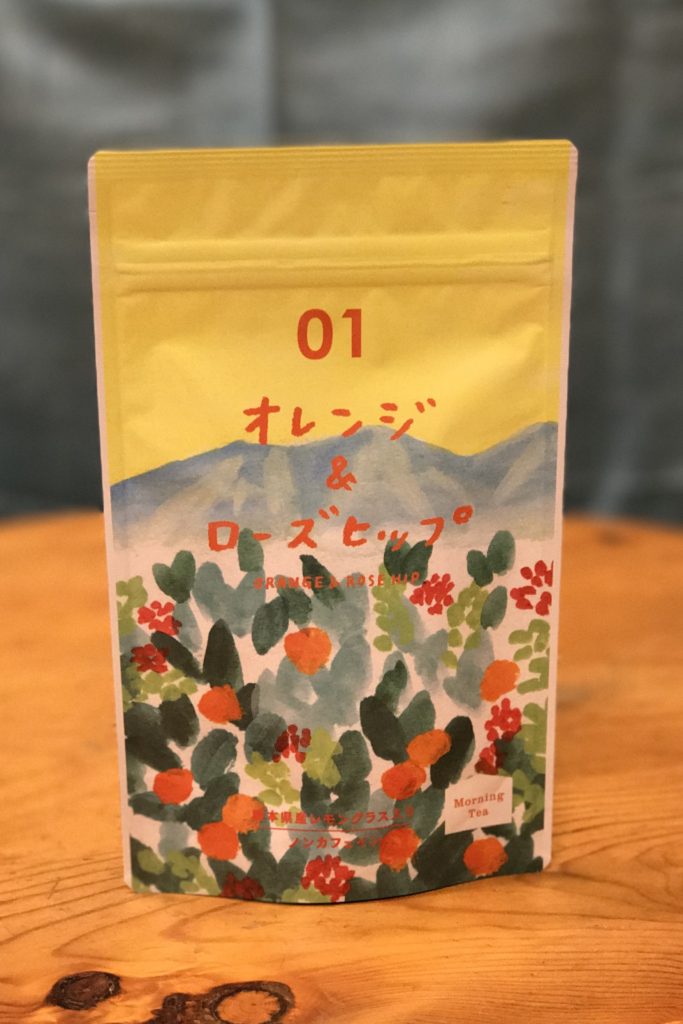 01
オレンジ
&
ローズヒップ
ORANGE & ROSE HIP
本県産レモングラス入り
ノンカフェイン
Morning
Tea